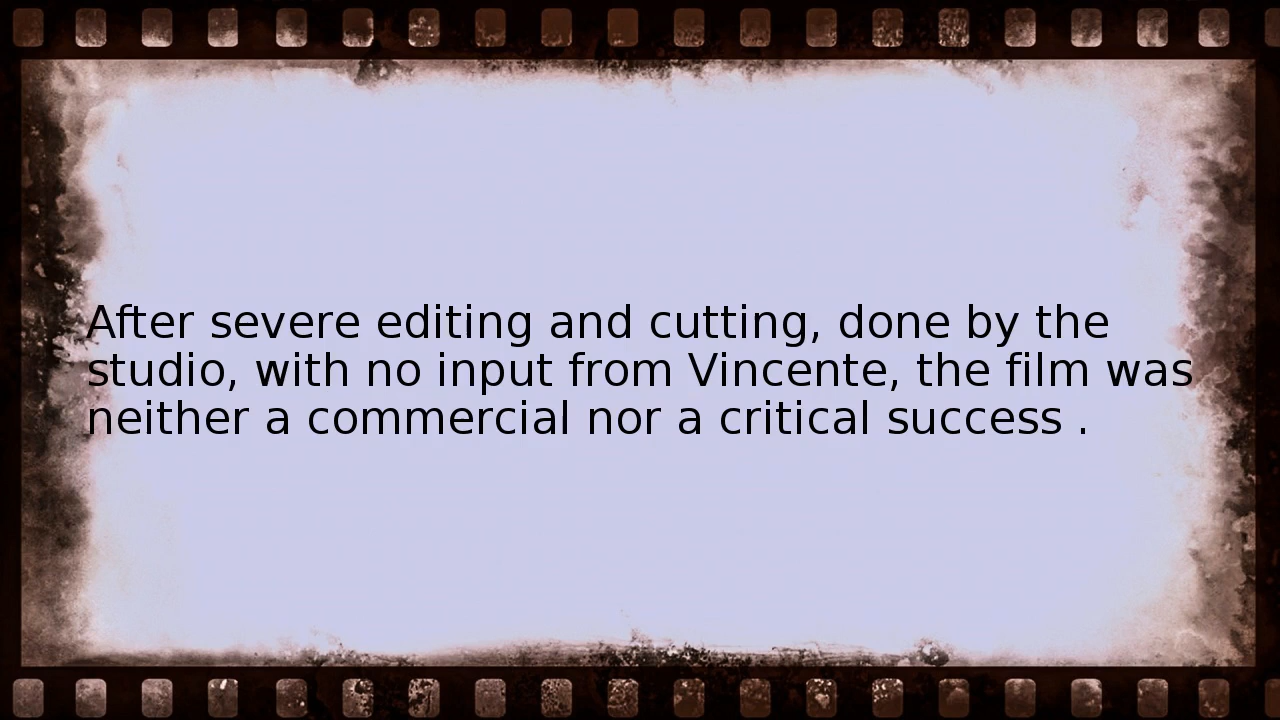 After severe editing and cutting, done by the
studio, with no input from Vincente, the film was
neither a commercial nor a critical success .